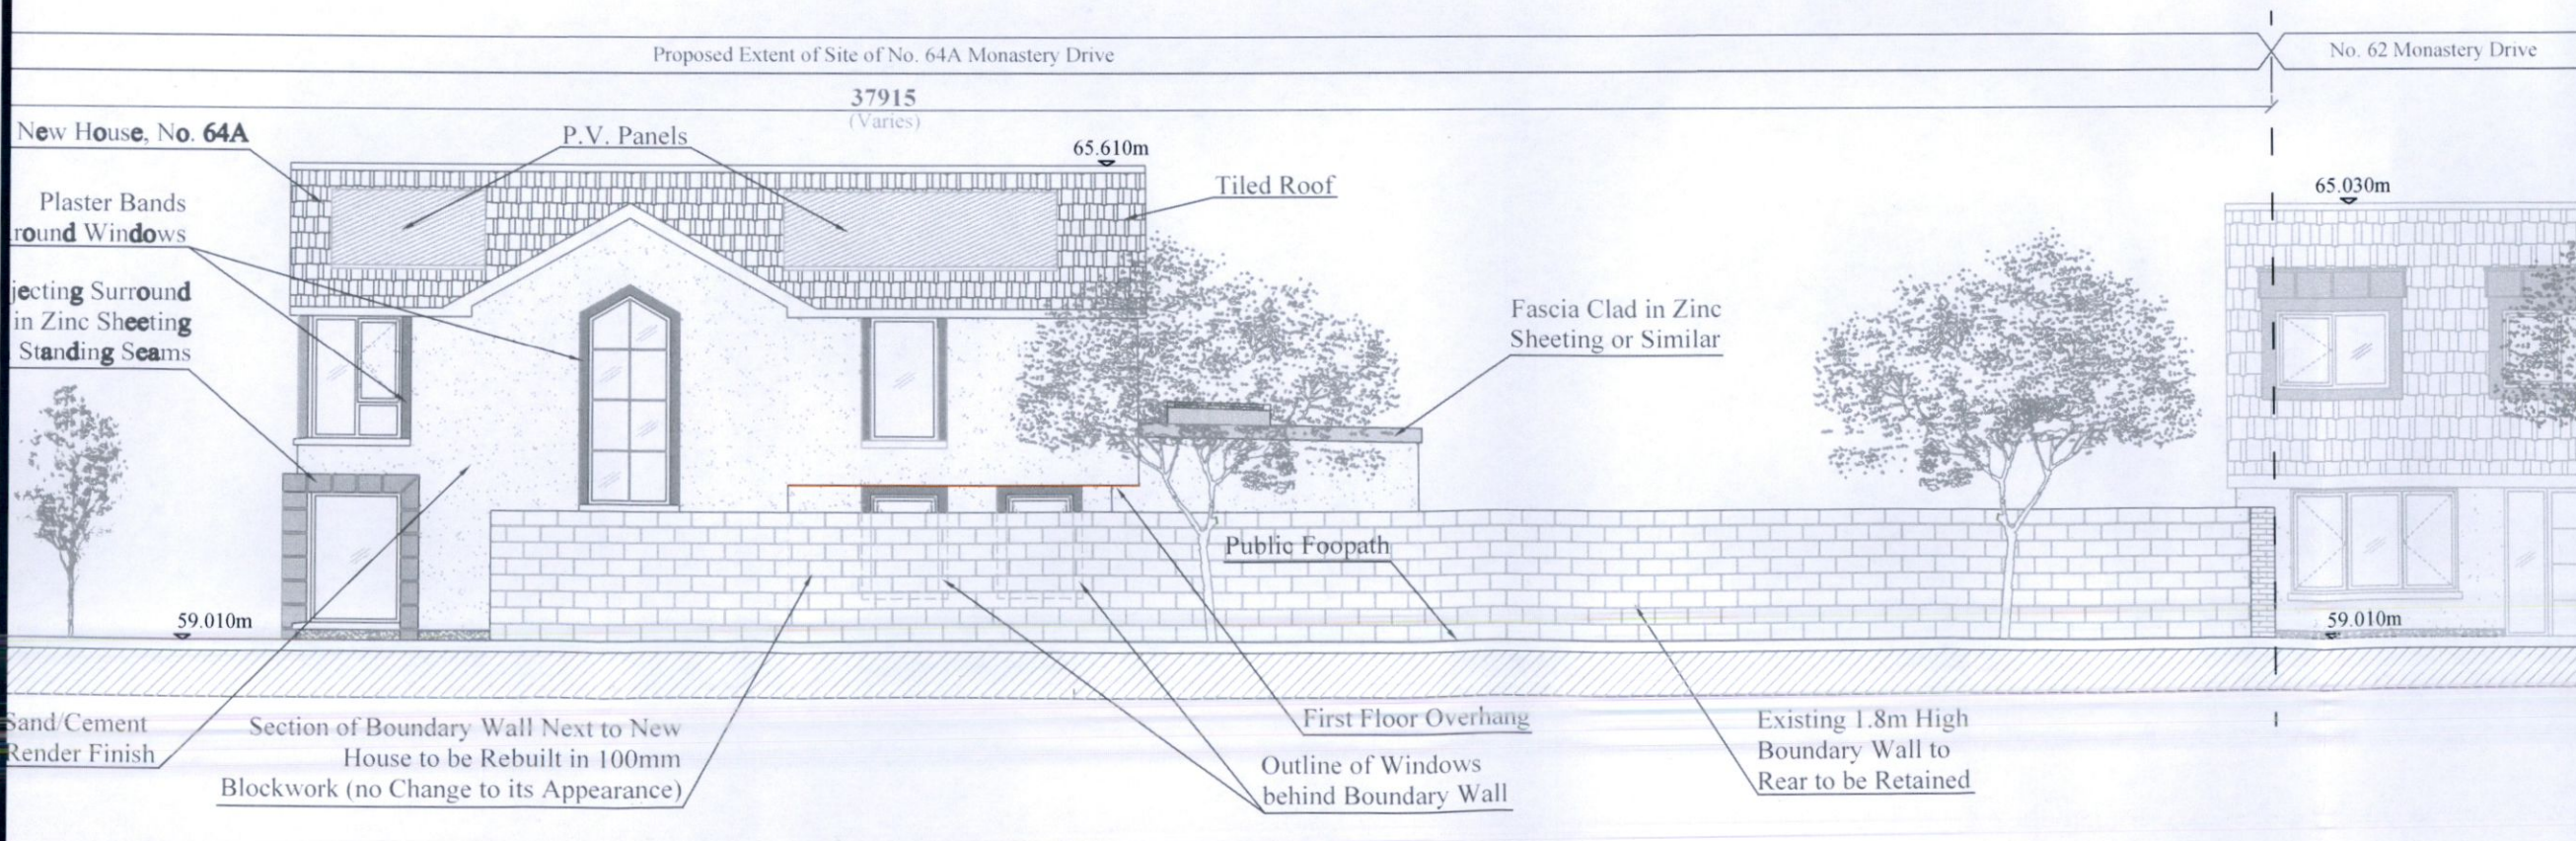 Proposed Extent of Site of No. 64A Monastery Drive
No. 62 Monastery Drive
37915
(Varies)
New House, No. 64A
P.V. Panels
65.610m
Tiled Roof
65.030m
Plaster Bands
round Windows
jecting Surround
in Zinc Sheeting
Standing Seams
Fascia Clad in Zinc
Sheeting or Similar
Public Foopath
59.010m
59.010m
Sand/Cement
Render Finish
Section of Boundary Wall Next to New
House to be Rebuilt in 100mm
Blockwork (no Change to its Appearance)
First Floor Overhang
Outline of Windows
behind Boundary Wall
Existing 1.8m High
Boundary Wall to
Rear to be Retained